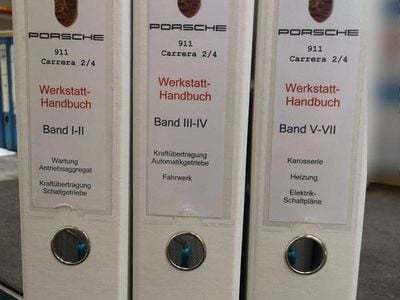 PORSCHE
911
Carrera 2/4
Werkstatt-
Handbuch
Band I-II
Wartung
Antriebsaggregat
Kraftübertragung
Schaltgetriebe
PORSCHE
911
Carrera 2/4
Werkstatt-
Handbuch
Band III-IV
Kraftübertragung
Automatikgetriebe
Fahrwerk
PORSCHE
911
Carrera 2/4
Werkstatt-
Handbuch
Band V-VII
Karosserie
Heizung
Elektrik-
Schaltpläne